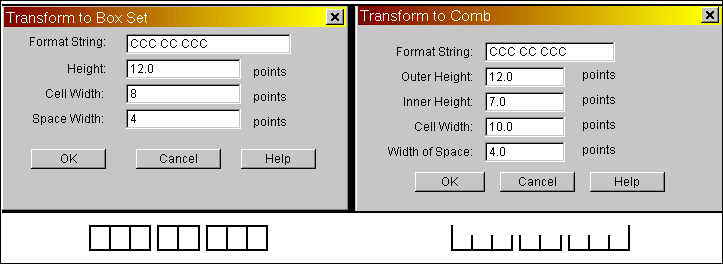 Transform to Box Set
Format String: CCC CC CCC
Height: 12.0 points
Cell Width: 8 points
Space Width: 4 points
OK Cancel Help
Transform to Comb
Format String: CCC CC CCC
Outer Height: 12.0 points
Inner Height: 7.0 points
Cell Width: 10.0 points
Width of Space: 4.0 points
OK Cancel Help